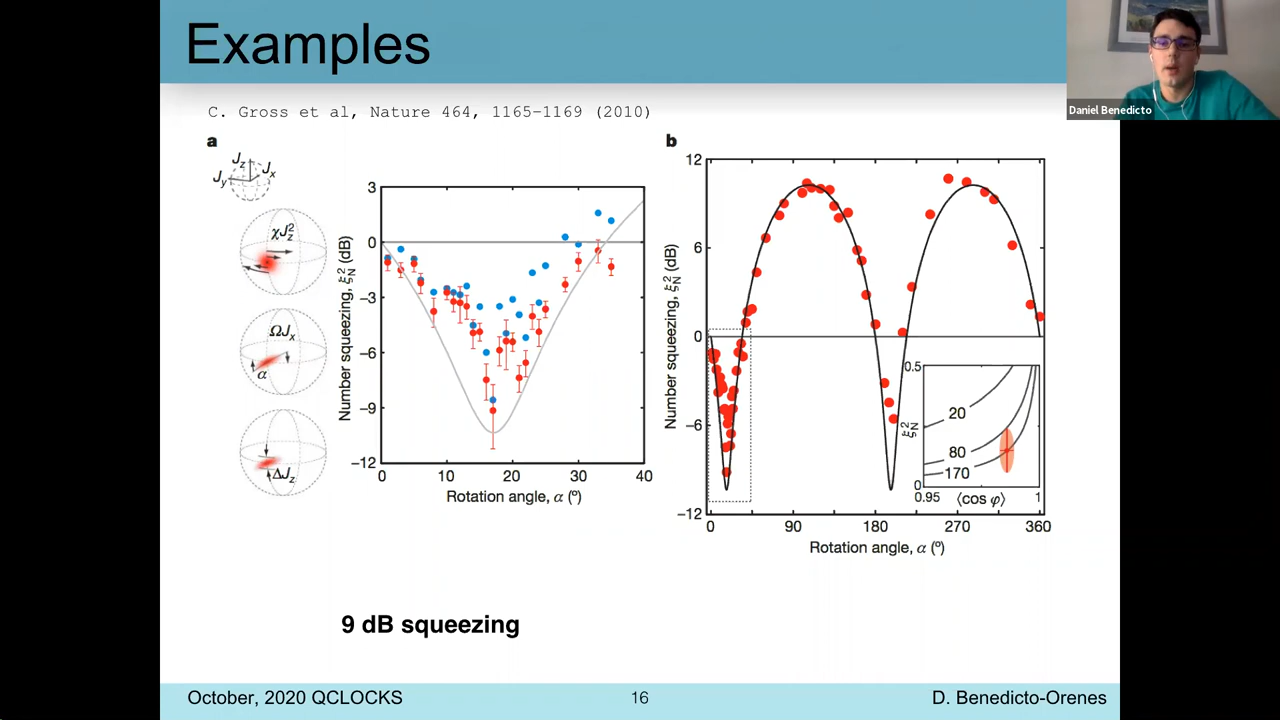 Examples
Daniel Benedicto
C. Gross et al, Nature 464, 1165-1169 (2010)
a
Jz
Jx
Jy
χJz²
ΩJx
α
ΔJz
Number squeezing, ξN² (dB)
3
0
−3
−6
−9
−12
0
10
20
30
40
Rotation angle, α (º)
b
Number squeezing, ξN² (dB)
12
6
0
−6
−12
0
90
180
270
360
Rotation angle, α (º)
0.5
ξN²
20
80
170
0
0.95
⟨cos φ⟩
1
9 dB squeezing
October, 2020 QCLOCKS
16
D. Benedicto-Orenes